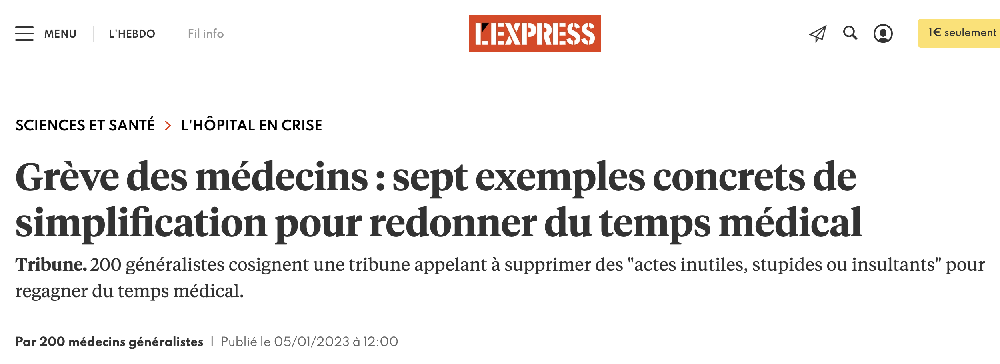 MENU
L'HEBDO
Fil info
L'EXPRESS
1€ seulement
SCIENCES ET SANTÉ > L'HÔPITAL EN CRISE
Grève des médecins : sept exemples concrets de
simplification pour redonner du temps médical
Tribune. 200 généralistes cosignent une tribune appelant à supprimer des "actes inutiles, stupides ou insultants" pour
regagner du temps médical.
Par 200 médecins généralistes | Publié le 05/01/2023 à 12:00